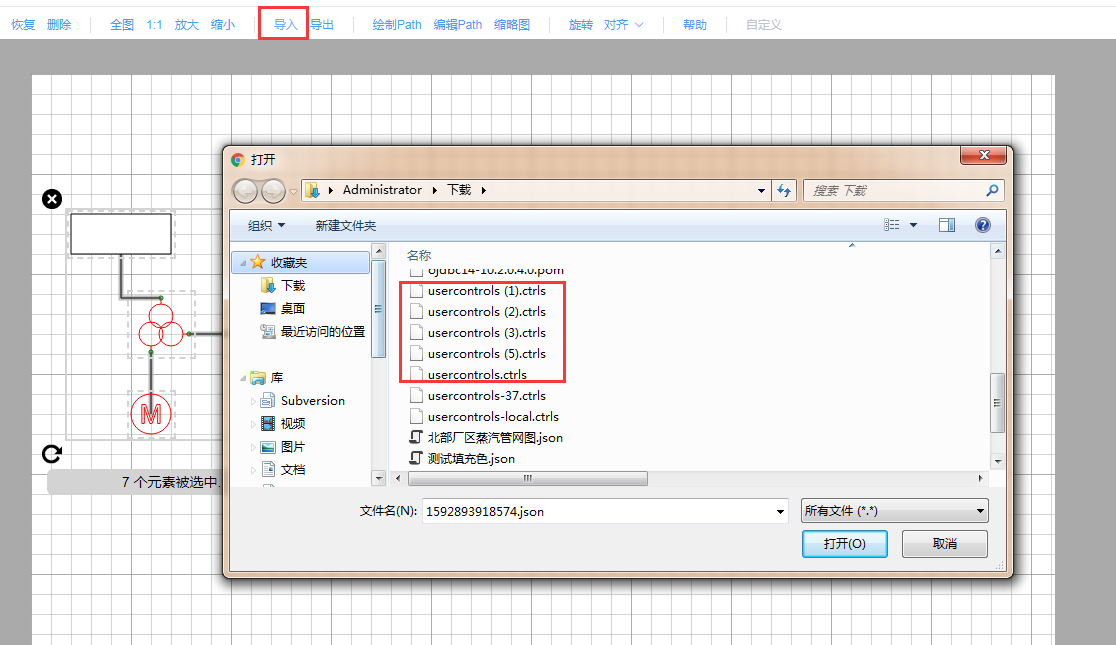 恢复 删除 全图 1:1 放大 缩小 导入 导出 绘制Path 编辑Path 缩略图 旋转 对齐 帮助 自定义
打开
Administrator 下载 搜索 下载
组织 新建文件夹
名称
收藏夹
下载
桌面
最近访问的位置
库
Subversion
视频
图片
文档
ojdbc14-10.2.0.4.0.pom
usercontrols (1).ctrls
usercontrols (2).ctrls
usercontrols (3).ctrls
usercontrols (5).ctrls
usercontrols.ctrls
usercontrols-37.ctrls
usercontrols-local.ctrls
北部厂区蒸汽管网图.json
测试填充色.json
M
7 个元素被选中.
文件名(N): 1592893918574.json 所有文件 (*.*)
打开(O) 取消